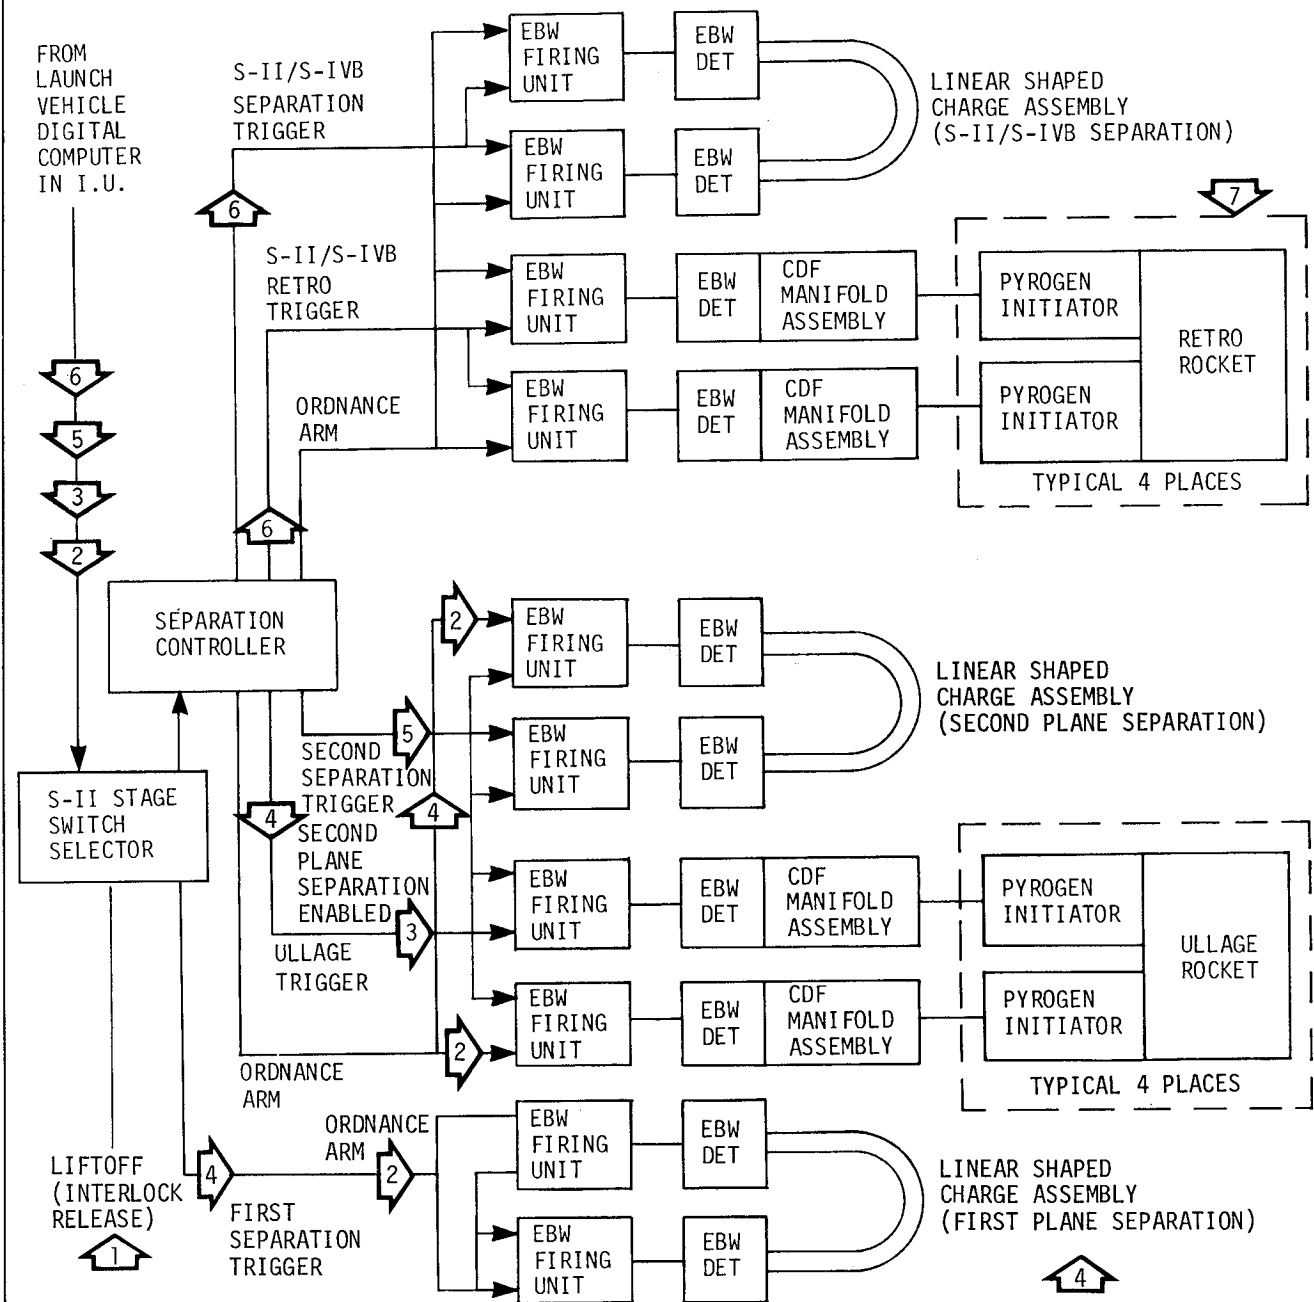 FROM
LAUNCH
VEHICLE
DIGITAL
COMPUTER
IN I.U.
S-II/S-IVB
SEPARATION
TRIGGER
6
S-II/S-IVB
RETRO
TRIGGER
6
ORDNANCE
ARM
EBW
FIRING
UNIT
EBW
DET
EBW
FIRING
UNIT
EBW
DET
LINEAR SHAPED
CHARGE ASSEMBLY
(S-II/S-IVB SEPARATION)
7
EBW
FIRING
UNIT
EBW
DET
CDF
MANIFOLD
ASSEMBLY
PYROGEN
INITIATOR
EBW
FIRING
UNIT
EBW
DET
CDF
MANIFOLD
ASSEMBLY
PYROGEN
INITIATOR
RETRO
ROCKET
TYPICAL 4 PLACES
6
5
3
2
SEPARATION
CONTROLLER
S-II STAGE
SWITCH
SELECTOR
2
EBW
FIRING
UNIT
EBW
DET
5
SECOND
SEPARATION
TRIGGER
EBW
FIRING
UNIT
EBW
DET
LINEAR SHAPED
CHARGE ASSEMBLY
(SECOND PLANE SEPARATION)
4
4
SECOND
PLANE
SEPARATION
ENABLED
3
ULLAGE
TRIGGER
EBW
FIRING
UNIT
EBW
DET
CDF
MANIFOLD
ASSEMBLY
PYROGEN
INITIATOR
2
ORDNANCE
ARM
EBW
FIRING
UNIT
EBW
DET
CDF
MANIFOLD
ASSEMBLY
PYROGEN
INITIATOR
ULLAGE
ROCKET
TYPICAL 4 PLACES
LIFTOFF
(INTERLOCK
RELEASE)
1
4
FIRST
SEPARATION
TRIGGER
ORDNANCE
ARM
2
EBW
FIRING
UNIT
EBW
DET
EBW
FIRING
UNIT
EBW
DET
LINEAR SHAPED
CHARGE ASSEMBLY
(FIRST PLANE SEPARATION)
4